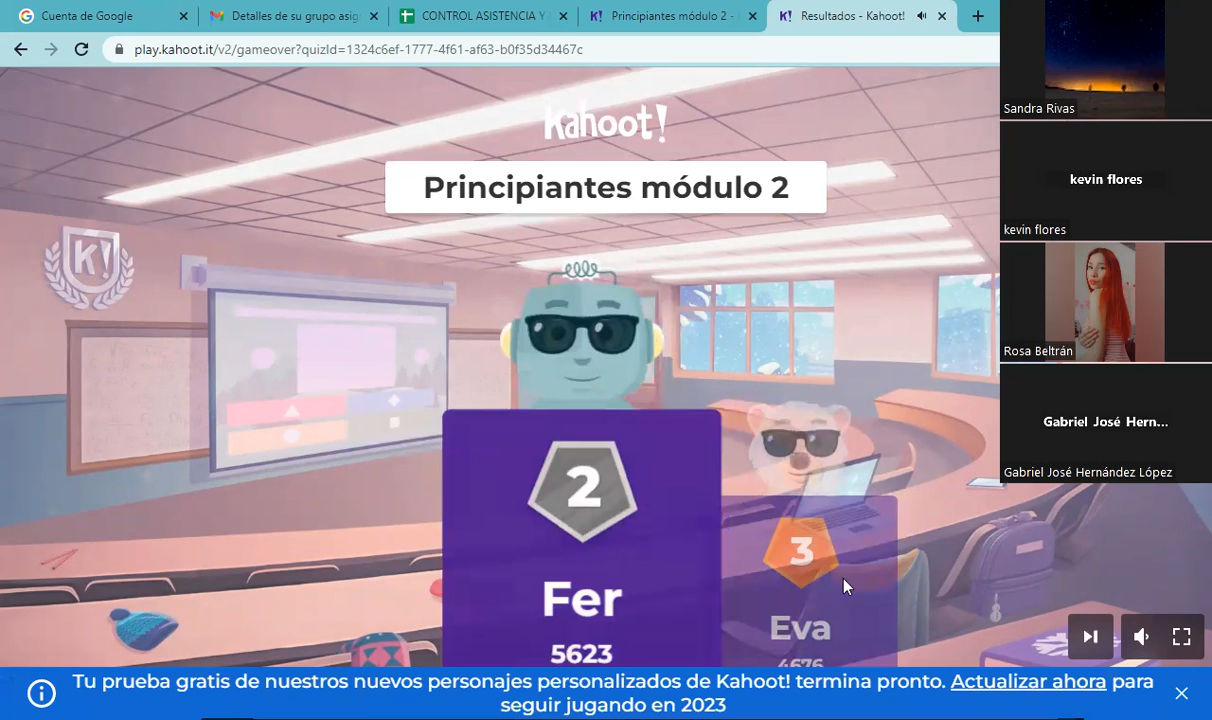 Cuenta de Google
Detalles de su grupo asig
CONTROL ASISTENCIA Y
Principiantes módulo 2 -
Resultados - Kahoot!
play.kahoot.it/v2/gameover?quizId=1324c6ef-1777-4f61-af63-b0f35d34467c
Kahoot!
Principiantes módulo 2
K!
2
Fer
5623
3
Eva
4676
Sandra Rivas
kevin flores
kevin flores
Rosa Beltrán
Gabriel José Hern...
Gabriel José Hernández López
Tu prueba gratis de nuestros nuevos personajes personalizados de Kahoot! termina pronto. Actualizar ahora para
seguir jugando en 2023